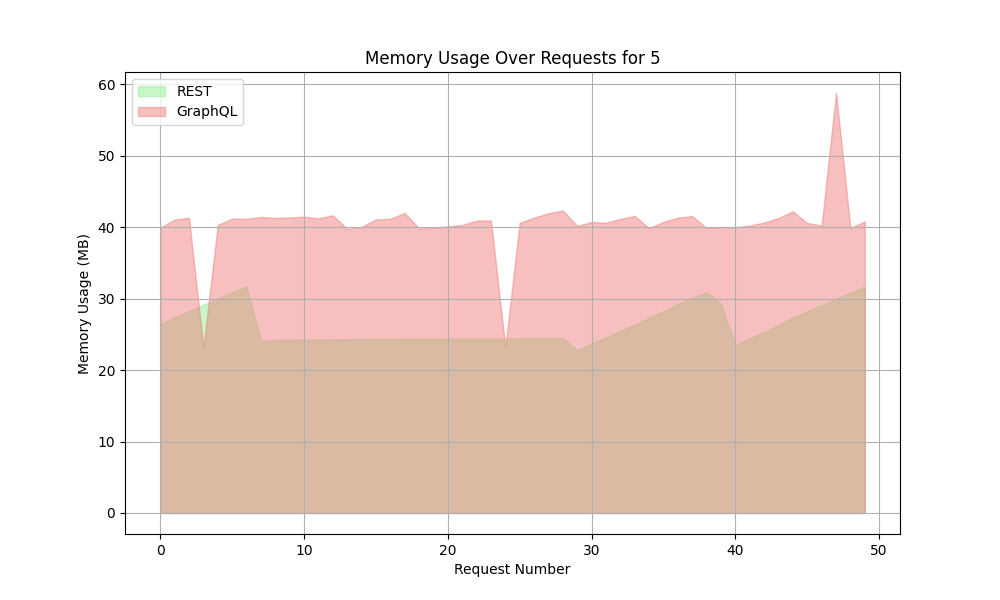 Memory Usage Over Requests for 5
REST
GraphQL
60
50
40
30
20
10
0
Memory Usage (MB)
0 10 20 30 40 50
Request Number